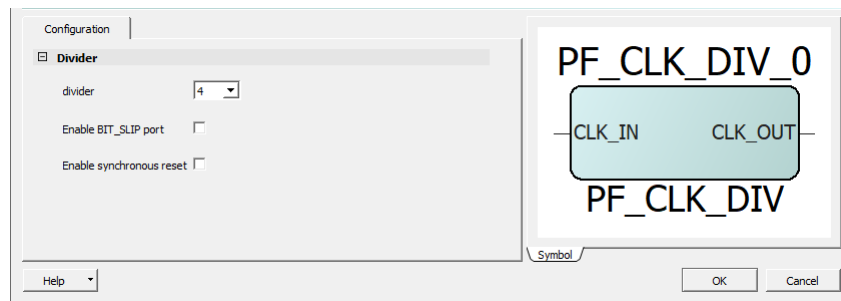 Configuration
Divider
divider 4
Enable BIT_SLIP port
Enable synchronous reset
PF_CLK_DIV_0
CLK_IN CLK_OUT
PF_CLK_DIV
Symbol
Help OK Cancel